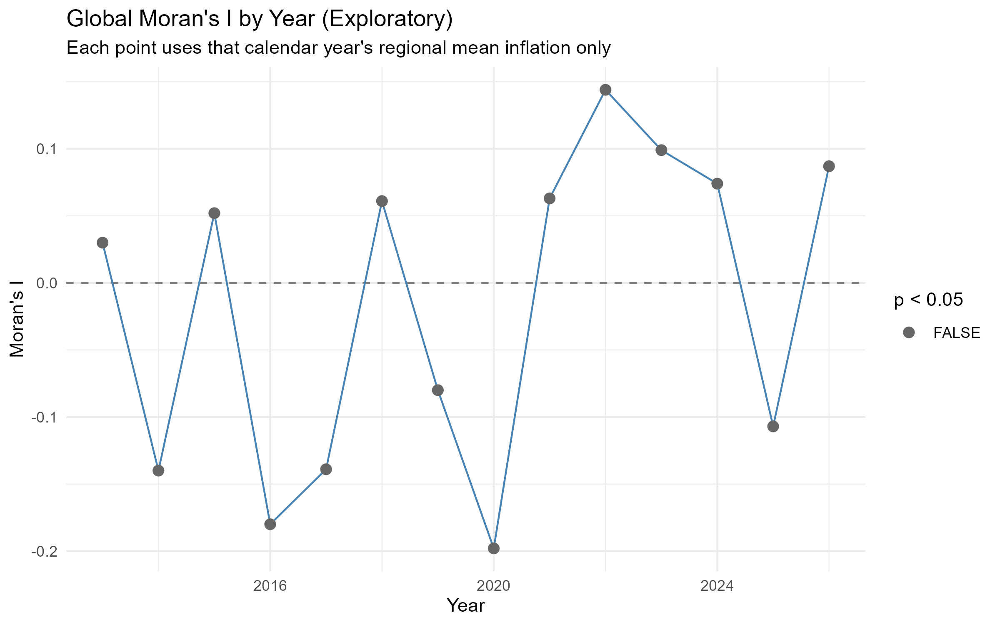 Global Moran's I by Year (Exploratory)
Each point uses that calendar year's regional mean inflation only
Moran's I
0.1
0.0
-0.1
-0.2
2016
2020
2024
Year
p < 0.05
FALSE